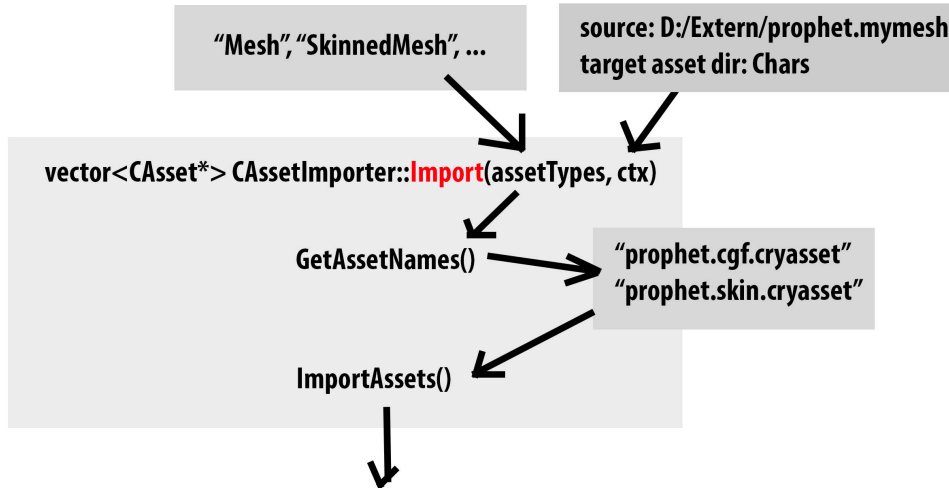 “Mesh”, “SkinnedMesh”, ...
source: D:/Extern/prophet.mymesh
target asset dir: Chars
vector<CAsset*> CAssetImporter::Import(assetTypes, ctx)
GetAssetNames()
“prophet.cgf.cryasset”
“prophet.skin.cryasset”
ImportAssets()